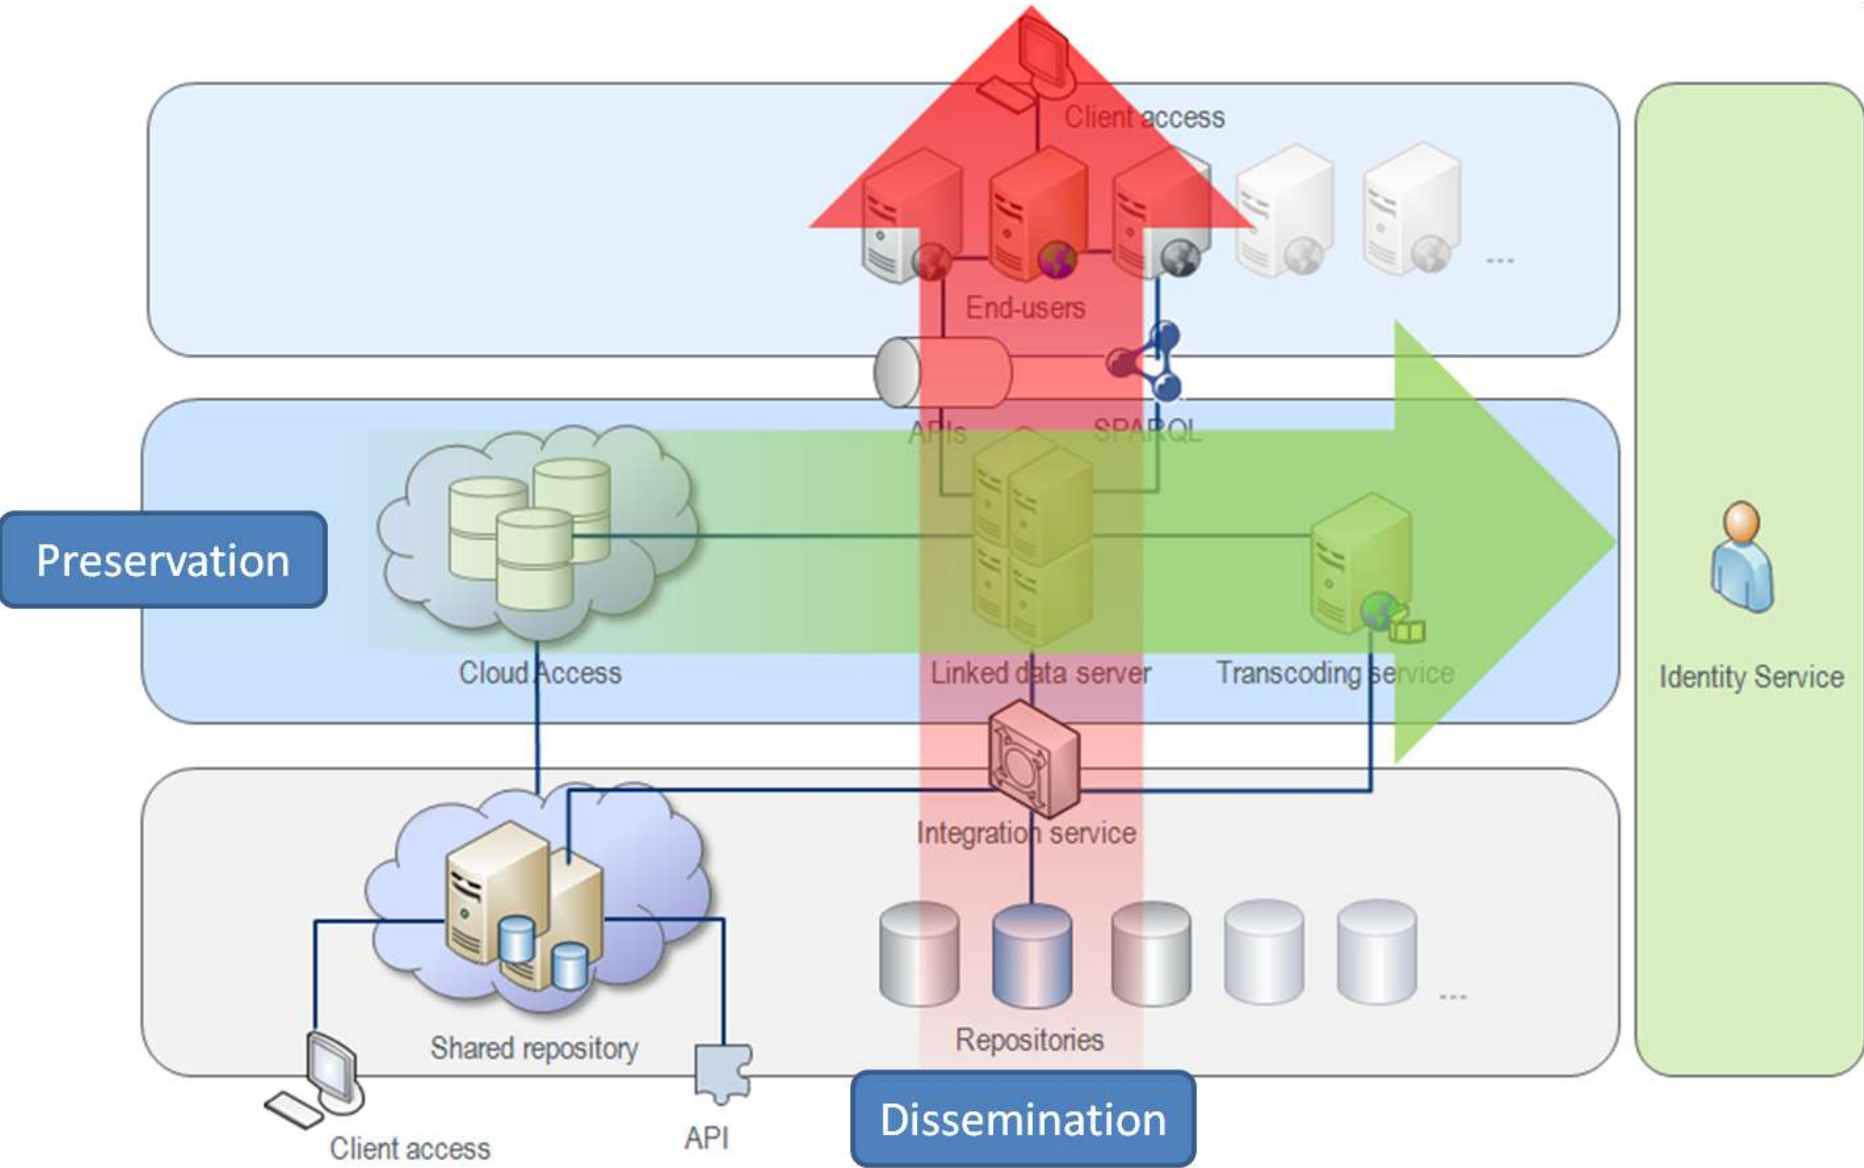 Client access
...
End-users
APIs
SPARQL
Preservation
Cloud Access
Linked data server
Transcoding service
Identity Service
Integration service
...
Repositories
Shared repository
Client access
API
Dissemination